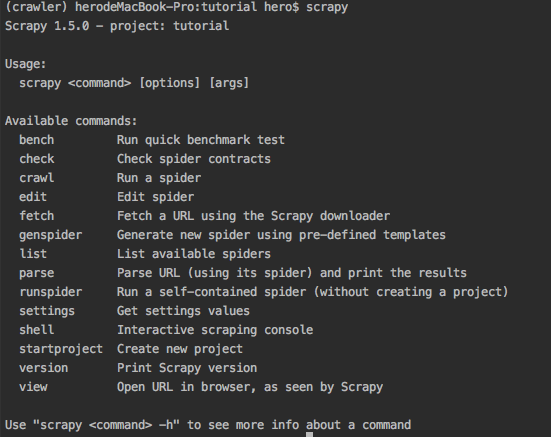 (crawler) herodeMacBook-Pro:tutorial hero$ scrapy
Scrapy 1.5.0 - project: tutorial

Usage:
  scrapy <command> [options] [args]

Available commands:
  bench         Run quick benchmark test
  check         Check spider contracts
  crawl         Run a spider
  edit          Edit spider
  fetch         Fetch a URL using the Scrapy downloader
  genspider     Generate new spider using pre-defined templates
  list          List available spiders
  parse         Parse URL (using its spider) and print the results
  runspider     Run a self-contained spider (without creating a project)
  settings      Get settings values
  shell         Interactive scraping console
  startproject  Create new project
  version       Print Scrapy version
  view          Open URL in browser, as seen by Scrapy

Use "scrapy <command> -h" to see more info about a command